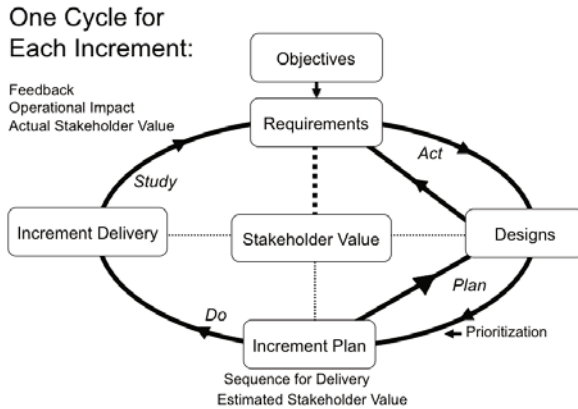 One Cycle for
Each Increment:
Feedback
Operational Impact
Actual Stakeholder Value
Objectives
Requirements
Act
Study
Increment Delivery
Stakeholder Value
Designs
Plan
Do
Prioritization
Increment Plan
Sequence for Delivery
Estimated Stakeholder Value